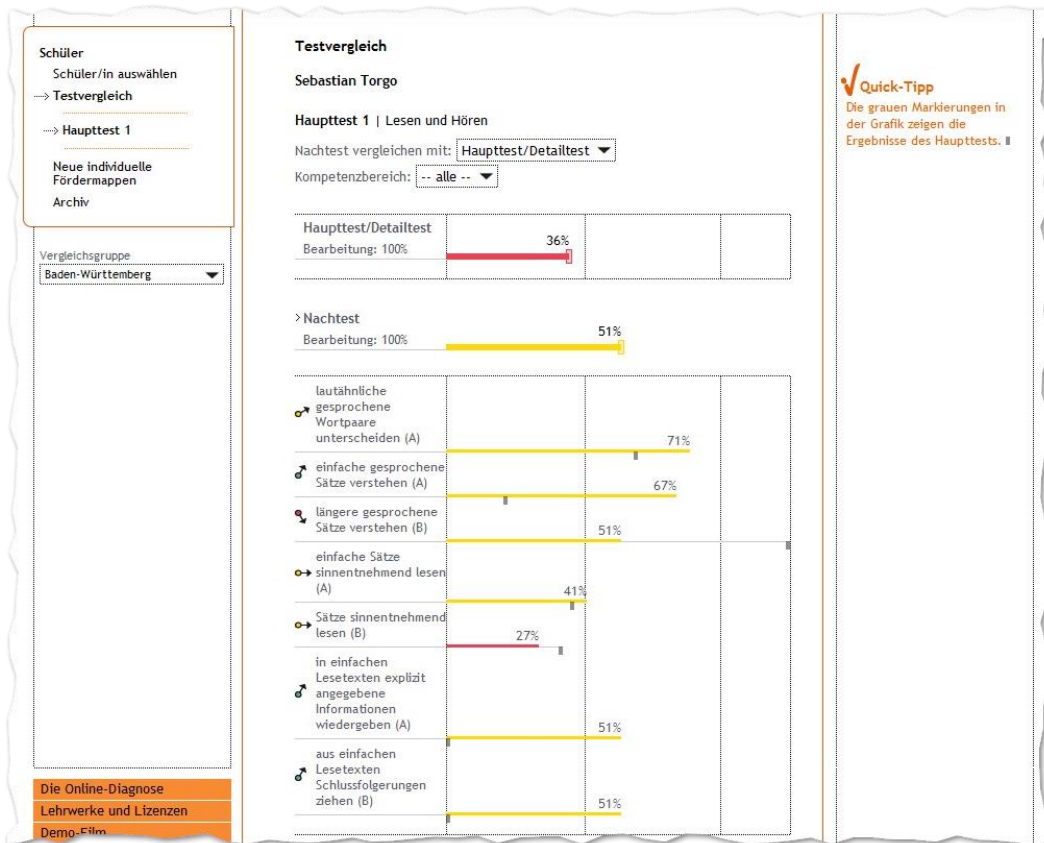 Schüler
Schüler/in auswählen
Testvergleich
Haupttest 1
Neue individuelle
Fördermappen
Archiv
Vergleichsgruppe
Baden-Württemberg
Die Online-Diagnose
Lehrwerke und Lizenzen
Demo-Film
Testvergleich
Sebastian Torgo
Haupttest 1 | Lesen und Hören
Nachtest vergleichen mit: Haupttest/Detailtest
Kompetenzbereich: -- alle --
Haupttest/Detailtest
Bearbeitung: 100%
36%
Nachtest
Bearbeitung: 100%
51%
lautähnliche
gesprochene
Wortpaare
unterscheiden (A)
71%
einfache gesprochene
Sätze verstehen (A)
67%
längere gesprochene
Sätze verstehen (B)
51%
einfache Sätze
sinnentnehmend lesen
(A)
41%
Sätze sinnentnehmend
lesen (B)
27%
in einfachen
Lesetexten explizit
angegebene
Informationen
wiedergeben (A)
51%
aus einfachen
Lesetexten
Schlussfolgerungen
ziehen (B)
51%
Quick-Tipp
Die grauen Markierungen in
der Grafik zeigen die
Ergebnisse des Haupttests.